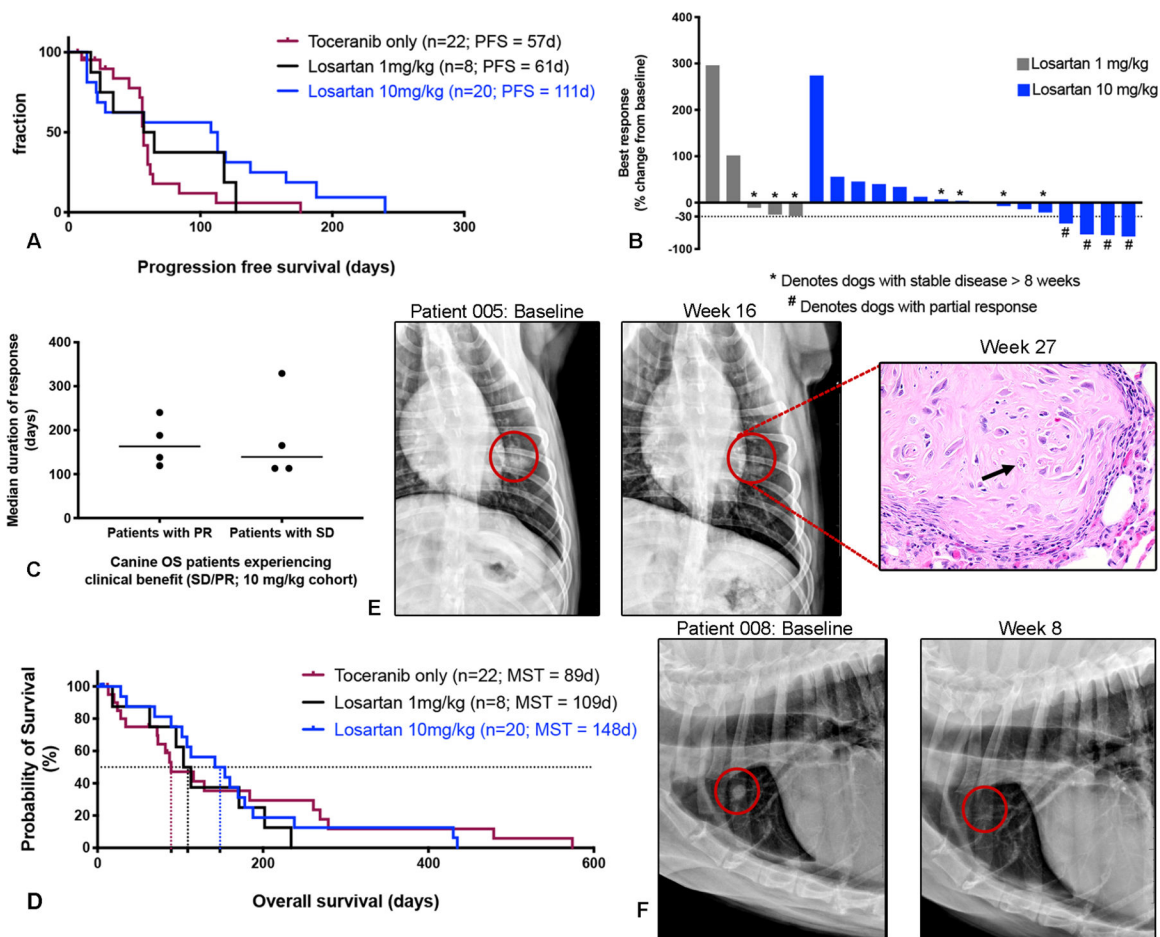 Toceranib only (n=22; PFS = 57d)
Losartan 1mg/kg (n=8; PFS = 61d)
Losartan 10mg/kg (n=20; PFS = 111d)
fraction
100
50
0
0
100
200
300
A
Progression free survival (days)
Best response
(% change from baseline)
400
300
200
100
0
-30
-100
Losartan 1 mg/kg
Losartan 10 mg/kg
* * * * * * *
# # # #
B
* Denotes dogs with stable disease > 8 weeks
# Denotes dogs with partial response
Median duration of response
(days)
400
300
200
100
0
Patients with PR
Patients with SD
C
Canine OS patients experiencing
clinical benefit (SD/PR; 10 mg/kg cohort)
Patient 005: Baseline
Week 16
Week 27
E
Probability of Survival
(%)
100
80
60
40
20
0
0
200
400
600
Toceranib only (n=22; MST = 89d)
Losartan 1mg/kg (n=8; MST = 109d)
Losartan 10mg/kg (n=20; MST = 148d)
D
Overall survival (days)
Patient 008: Baseline
Week 8
F